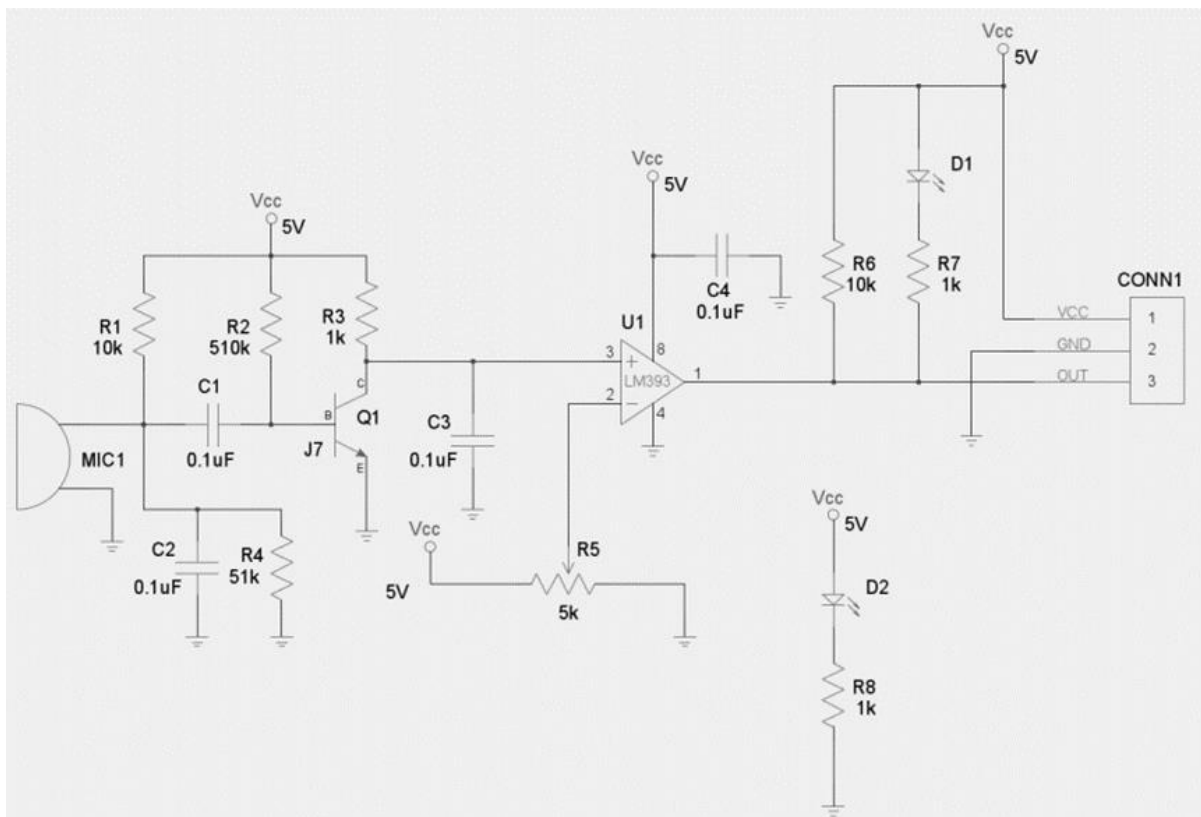 Vcc
5V
Vcc
5V
D1
Vcc
5V
R1
10k
R2
510k
R3
1k
C4
0.1uF
R6
10k
R7
1k
CONN1
U1
VCC
1
GND
2
OUT
3
3
+
8
LM393
1
2
−
4
C1
0.1uF
C
B
Q1
J7
E
MIC1
C3
0.1uF
C2
0.1uF
R4
51k
Vcc
5V
R5
5k
Vcc
5V
D2
R8
1k